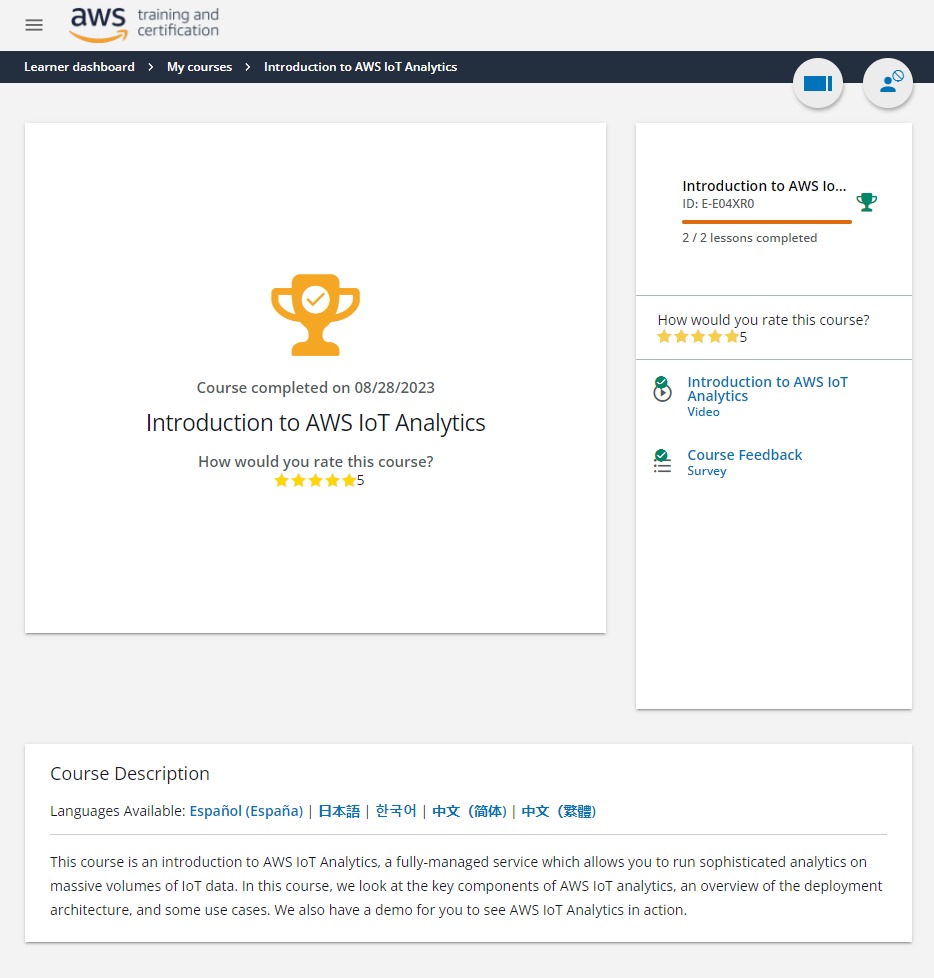 aws training and
certification
Learner dashboard > My courses > Introduction to AWS IoT Analytics
Course completed on 08/28/2023
Introduction to AWS IoT Analytics
How would you rate this course?
5
Introduction to AWS Io...
ID: E-E04XR0
2 / 2 lessons completed
How would you rate this course?
5
Introduction to AWS IoT
Analytics
Video
Course Feedback
Survey
Course Description
Languages Available: Español (España) | 日本語 | 한국어 | 中文（简体) | 中文（繁體)
This course is an introduction to AWS IoT Analytics, a fully-managed service which allows you to run sophisticated analytics on
massive volumes of IoT data. In this course, we look at the key components of AWS IoT analytics, an overview of the deployment
architecture, and some use cases. We also have a demo for you to see AWS IoT Analytics in action.